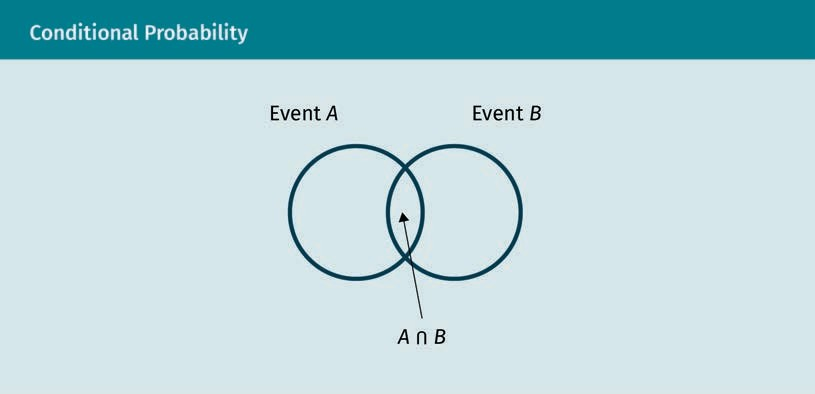 Conditional Probability
Event A
Event B
A ∩ B